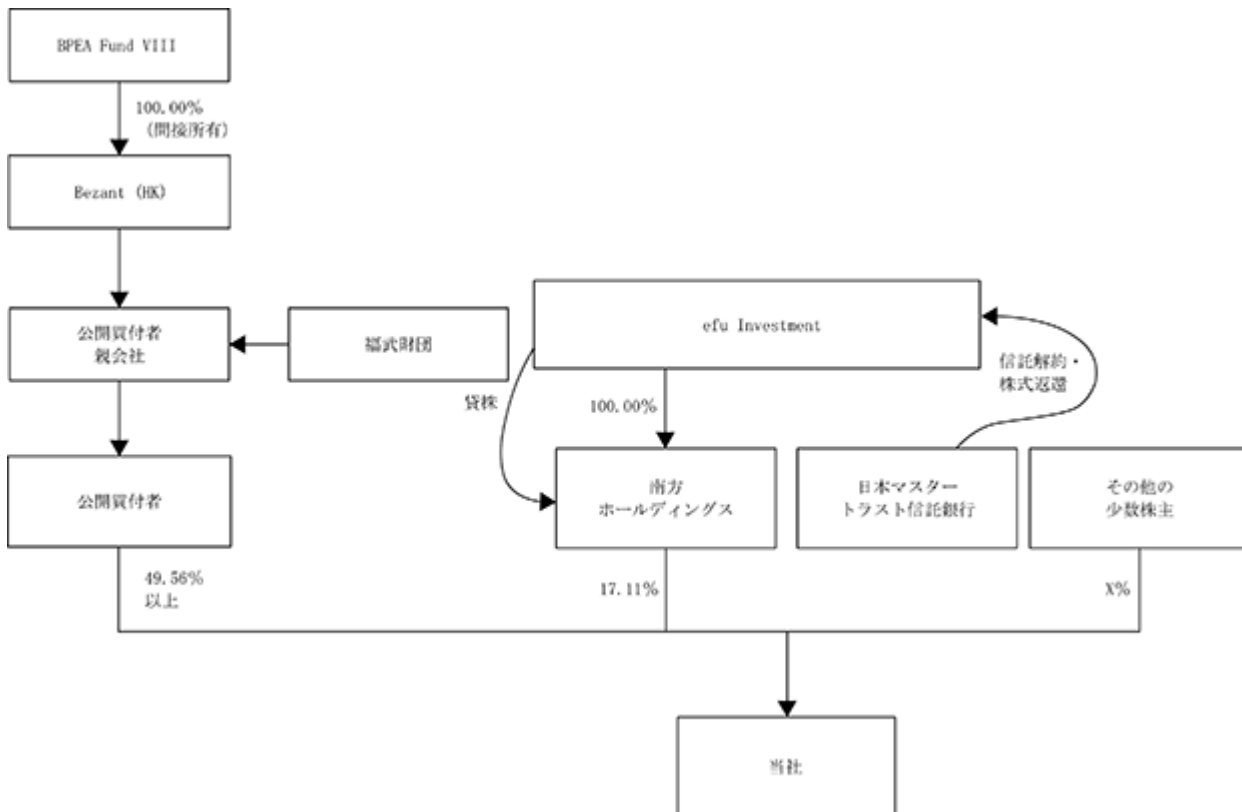 BPEA Fund VIII
100.00%
(間接所有)
Bezant (HK)
公開買付者
親会社
福武財団
efu Investment
信託解約・
株式返還
貸株
100.00%
公開買付者
南方
ホールディングス
日本マスター
トラスト信託銀行
その他の
少数株主
49.56%
以上
17.11%
X%
当社